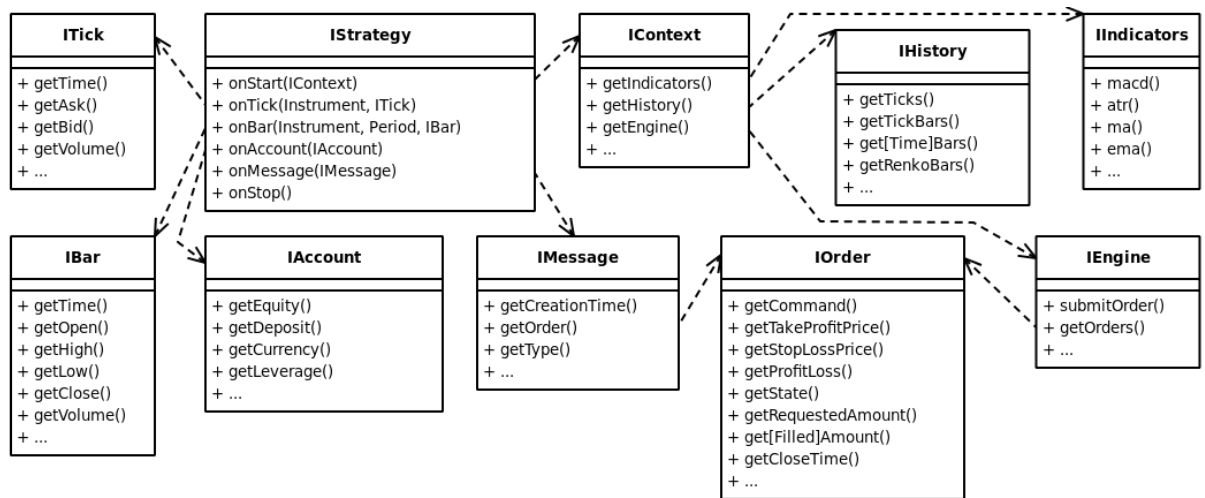 ITick
+ getTime()
+ getAsk()
+ getBid()
+ getVolume()
+ ...
IStrategy
+ onStart(IContext)
+ onTick(Instrument, ITick)
+ onBar(Instrument, Period, IBar)
+ onAccount(IAccount)
+ onMessage(IMessage)
+ onStop()
IContext
+ getIndicators()
+ getHistory()
+ getEngine()
+ ...
IHistory
+ getTicks()
+ getTickBars()
+ get[Time]Bars()
+ getRenkoBars()
+ ...
IIndicators
+ macd()
+ atr()
+ ma()
+ ema()
+ ...
IBar
+ getTime()
+ getOpen()
+ getHigh()
+ getLow()
+ getClose()
+ getVolume()
+ ...
IAccount
+ getEquity()
+ getDeposit()
+ getCurrency()
+ getLeverage()
+ ...
IMessage
+ getCreationTime()
+ getOrder()
+ getType()
+ ...
IOrder
+ getCommand()
+ getTakeProfitPrice()
+ getStopLossPrice()
+ getProfitLoss()
+ getState()
+ getRequestedAmount()
+ get[Filled]Amount()
+ getCloseTime()
+ ...
IEngine
+ submitOrder()
+ getOrders()
+ ...